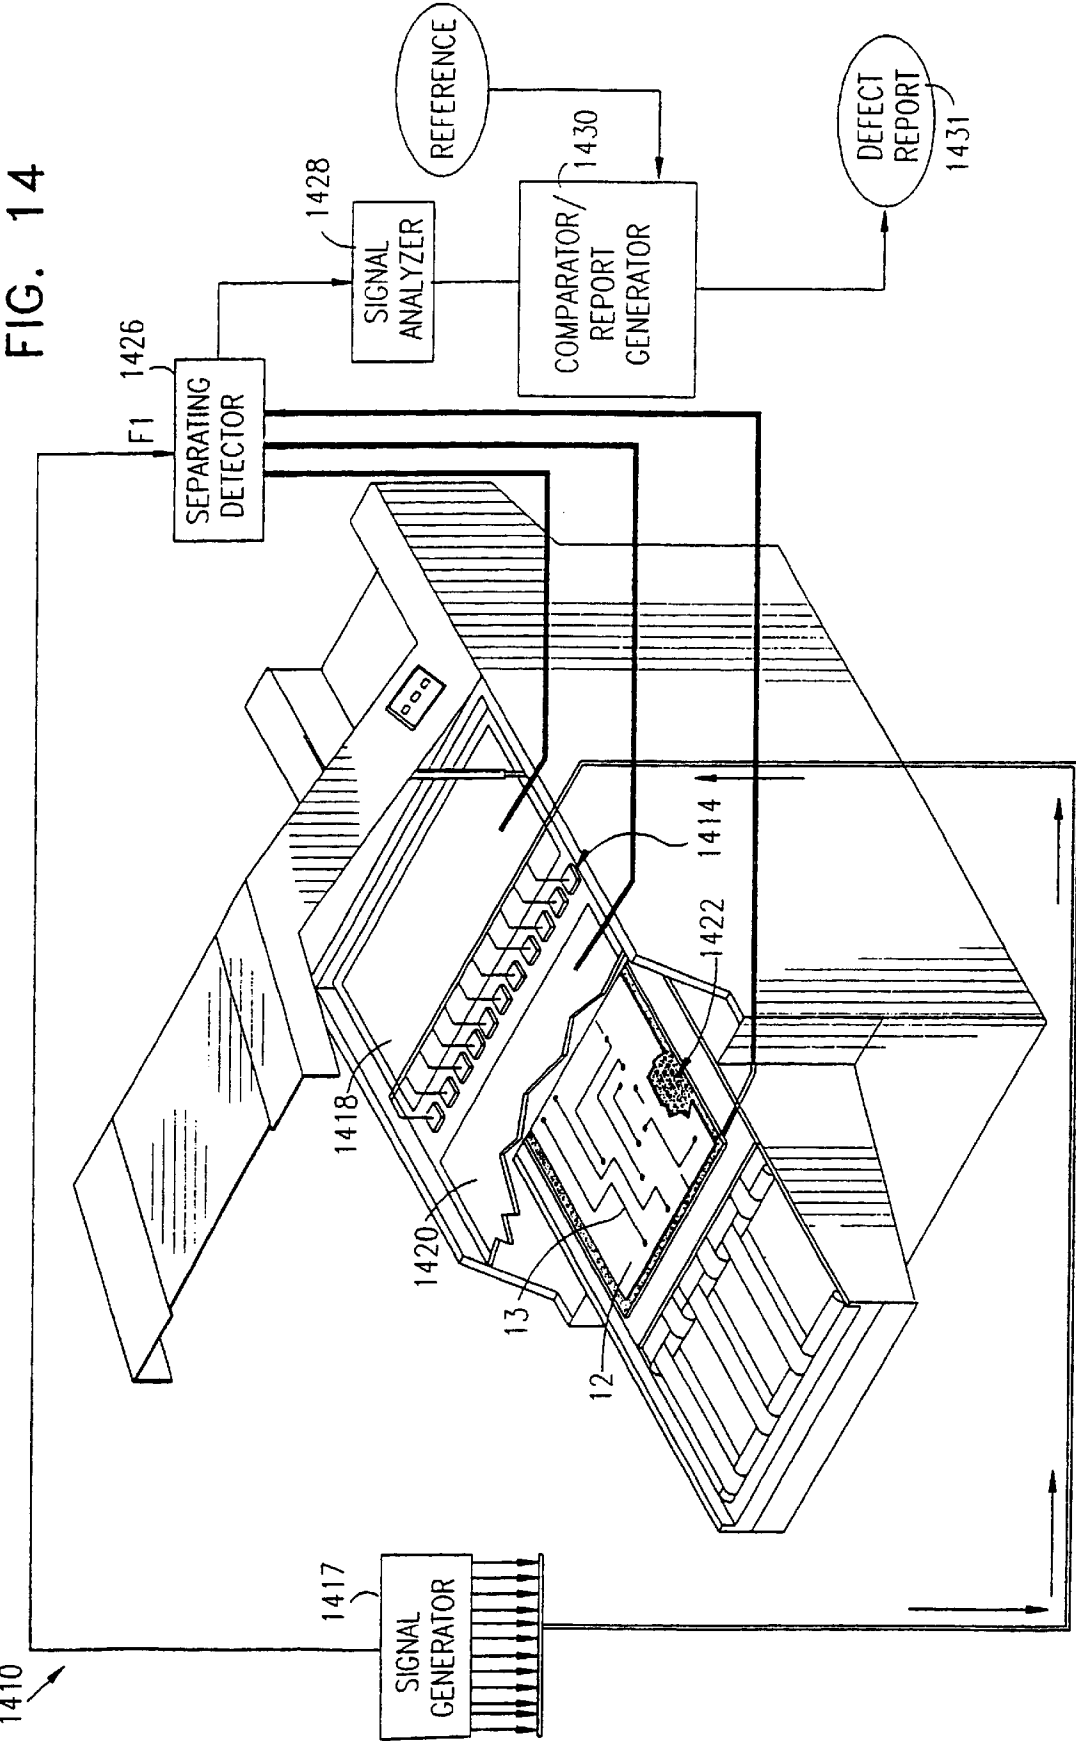 FIG. 14
1410
SIGNAL
GENERATOR
1417
F1
SEPARATING
DETECTOR
1426
SIGNAL
ANALYZER
1428
REFERENCE
COMPARATOR/
REPORT
GENERATOR
1430
DEFECT
REPORT
1431
1418
1420
13
12
1414
1422